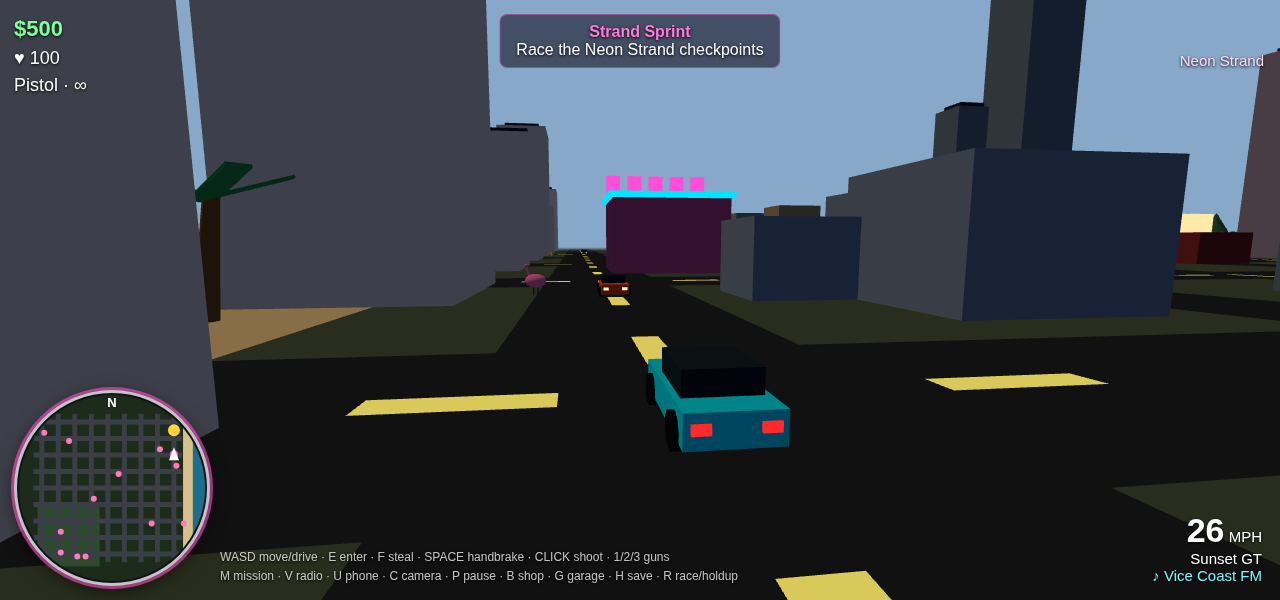 $500
♥ 100
Pistol · ∞
Strand Sprint
Race the Neon Strand checkpoints
Neon Strand
N
WASD move/drive · E enter · F steal · SPACE handbrake · CLICK shoot · 1/2/3 guns
M mission · V radio · U phone · C camera · P pause · B shop · G garage · H save · R race/holdup
26 MPH
Sunset GT
♪ Vice Coast FM